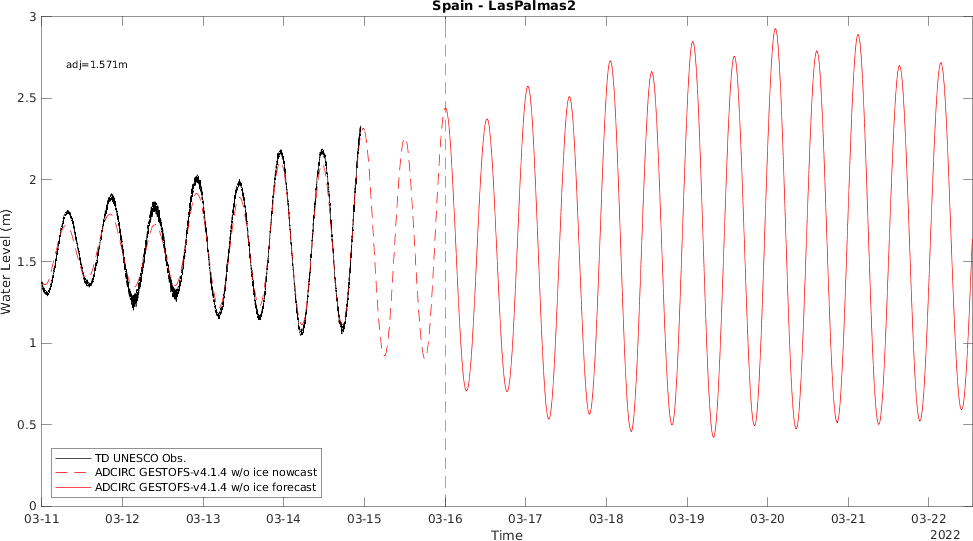 Spain - LasPalmas2
adj=1.571m
3
2.5
2
1.5
1
0.5
0
Water Level (m)
TD UNESCO Obs.
ADCIRC GESTOFS-v4.1.4 w/o ice nowcast
ADCIRC GESTOFS-v4.1.4 w/o ice forecast
03-11 03-12 03-13 03-14 03-15 03-16 03-17 03-18 03-19 03-20 03-21 03-22
Time
2022